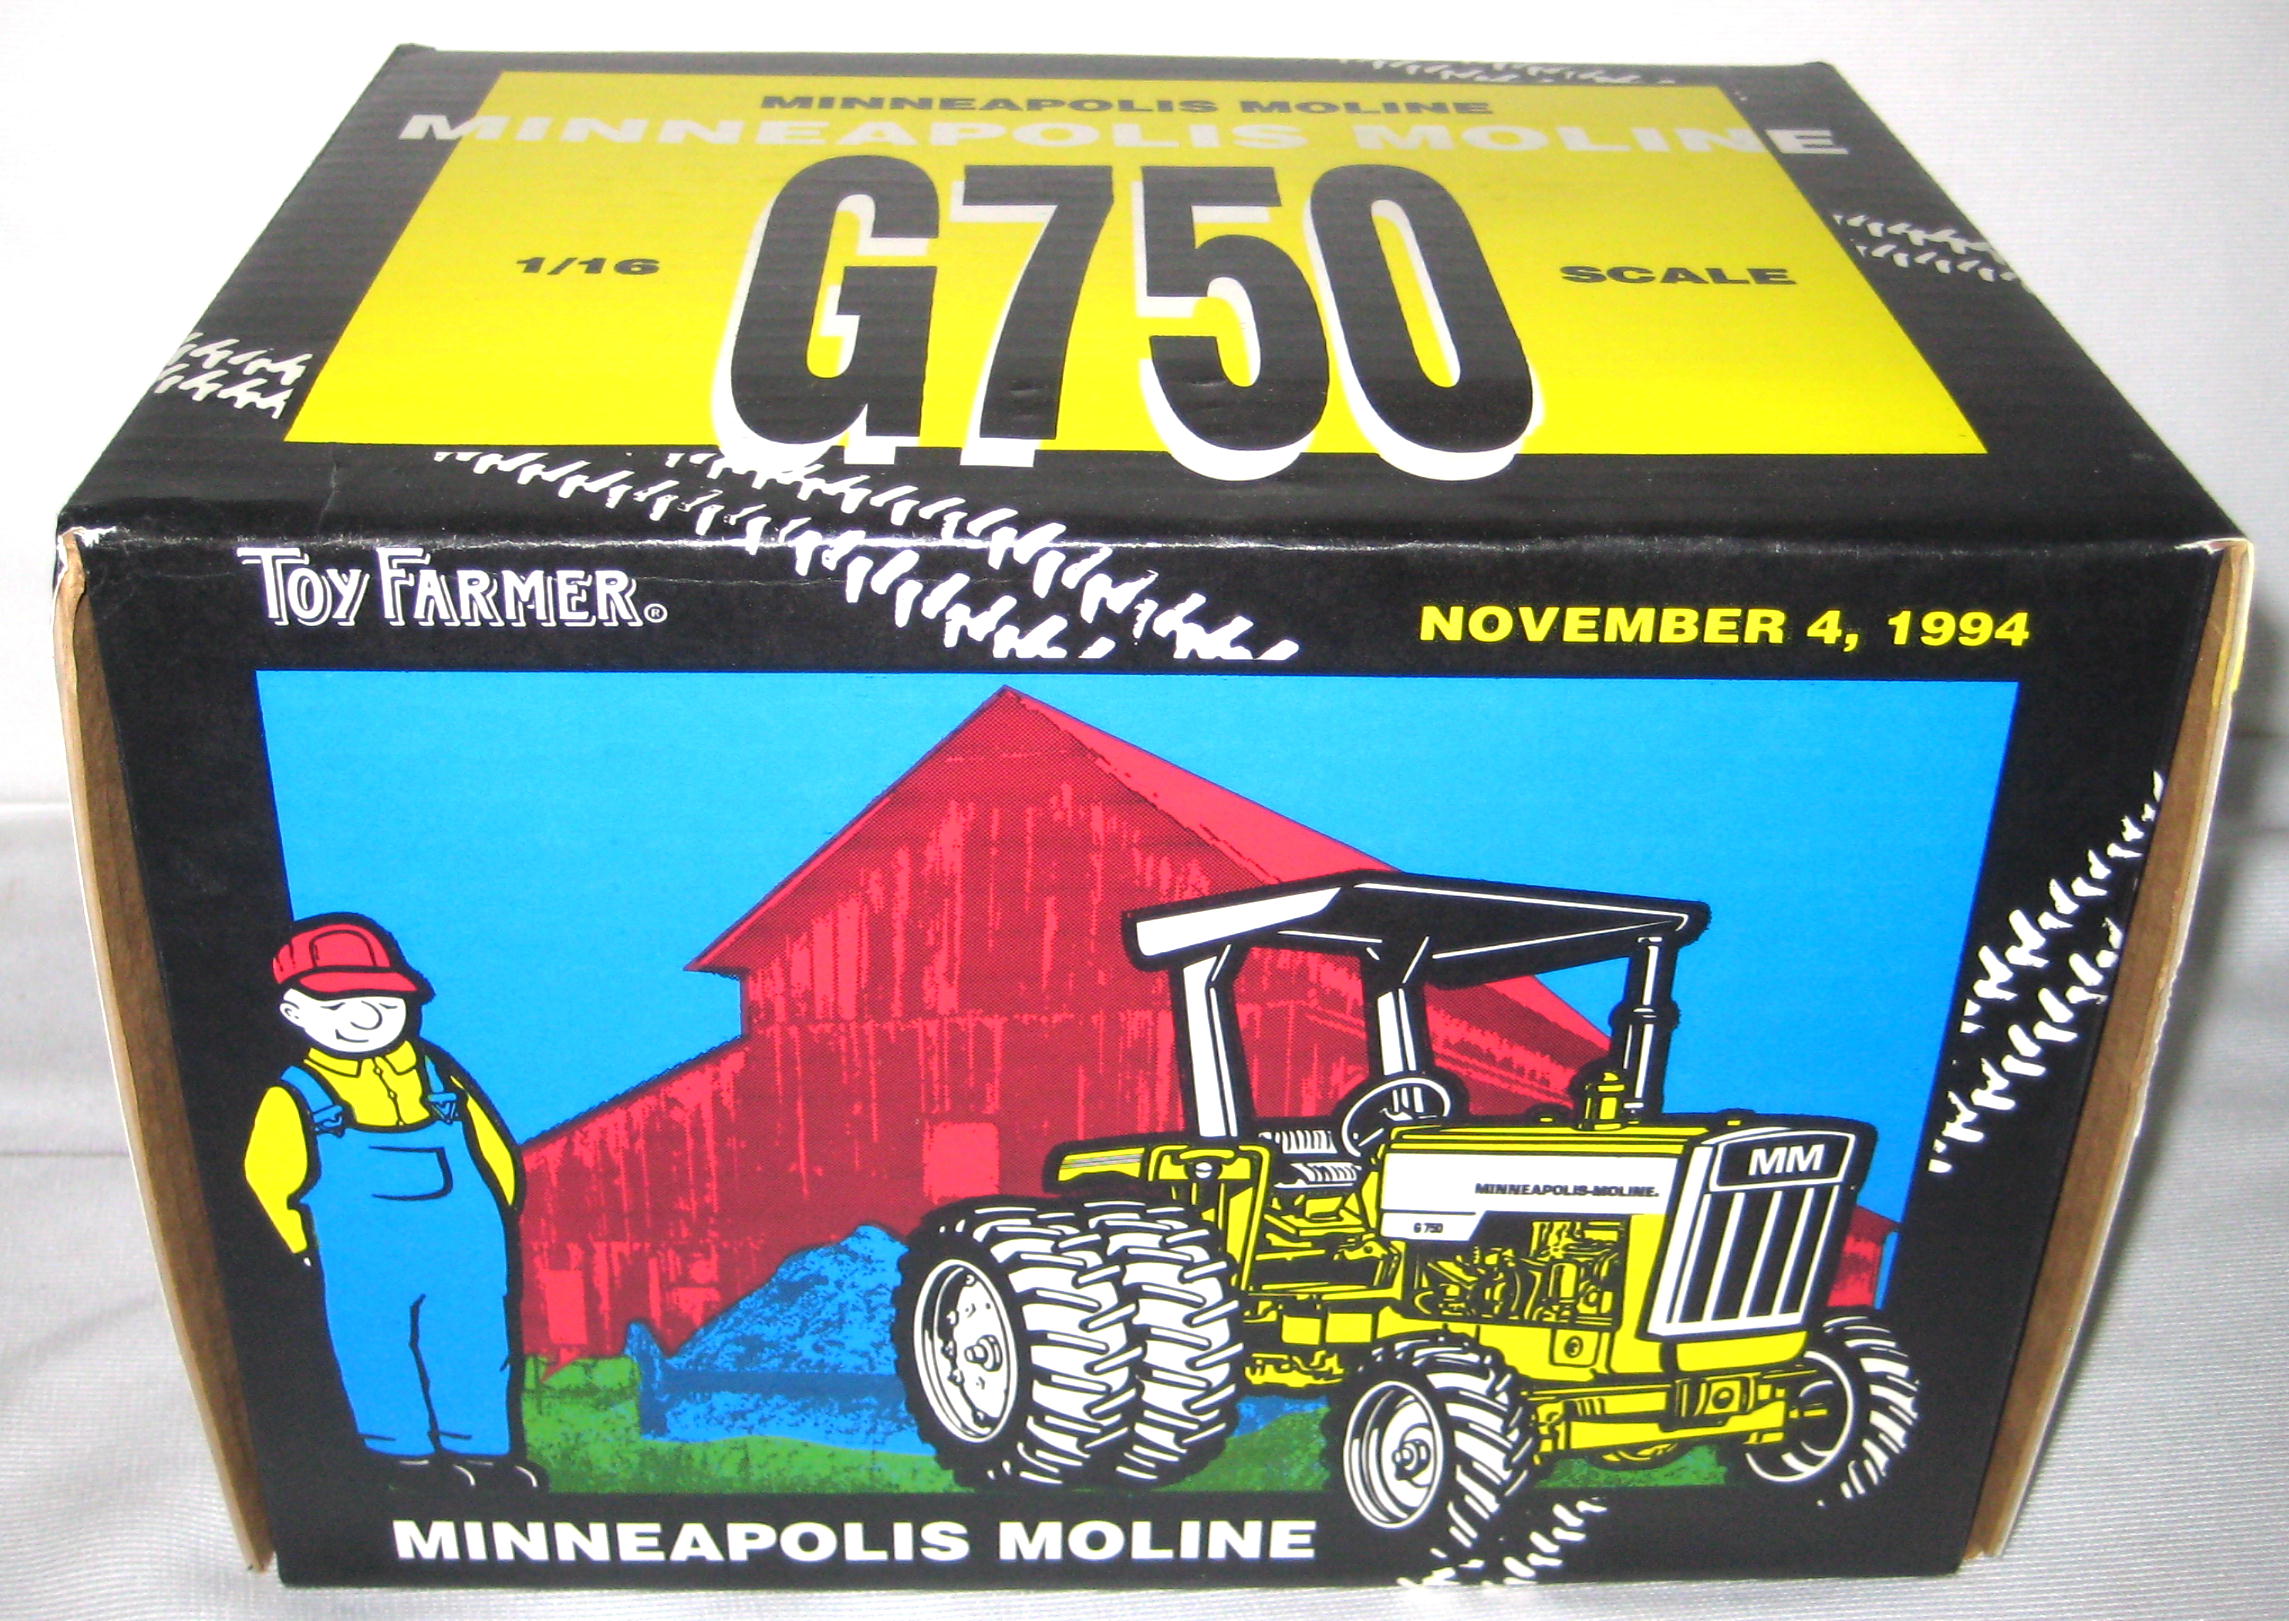 MINNEAPOLIS MOLINE
MINNEAPOLIS MOLINE
1/16 G750 SCALE
TOY FARMER®
NOVEMBER 4, 1994
MM
MINNEAPOLIS-MOLINE.
G 750
MINNEAPOLIS MOLINE